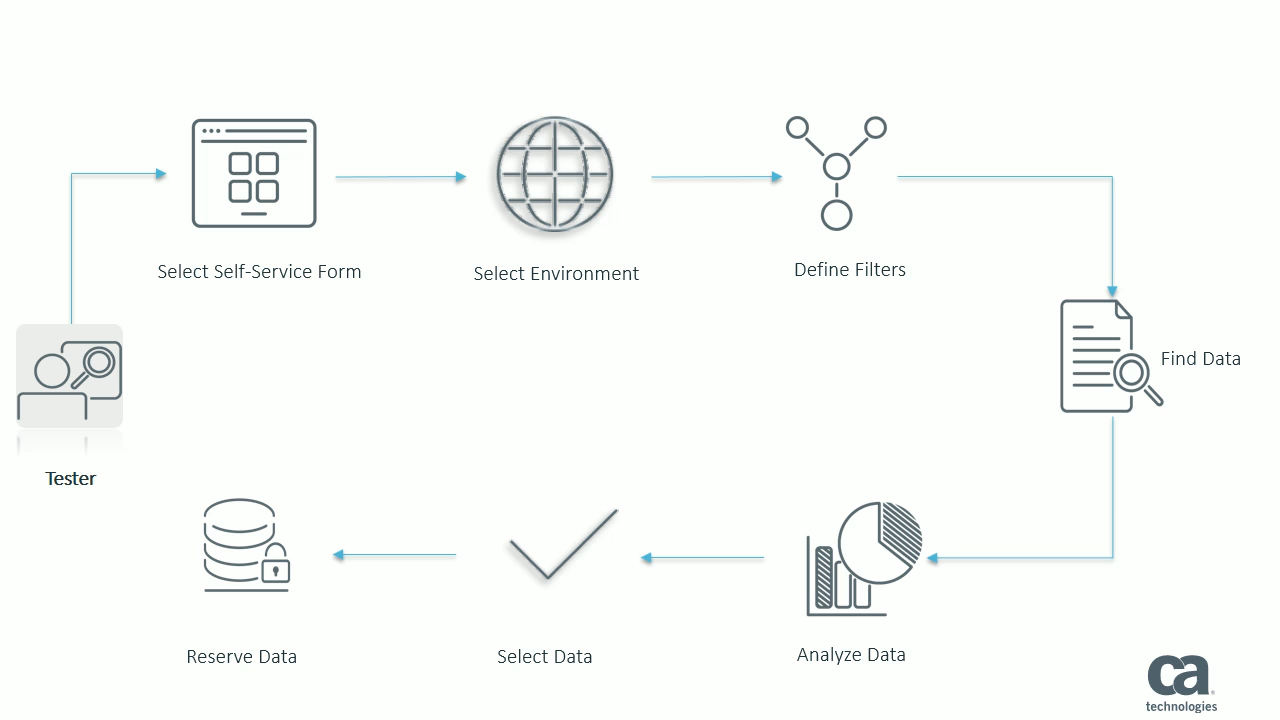 Select Self-Service Form
Select Environment
Define Filters
Find Data
Tester
Reserve Data
Select Data
Analyze Data
ca
technologies